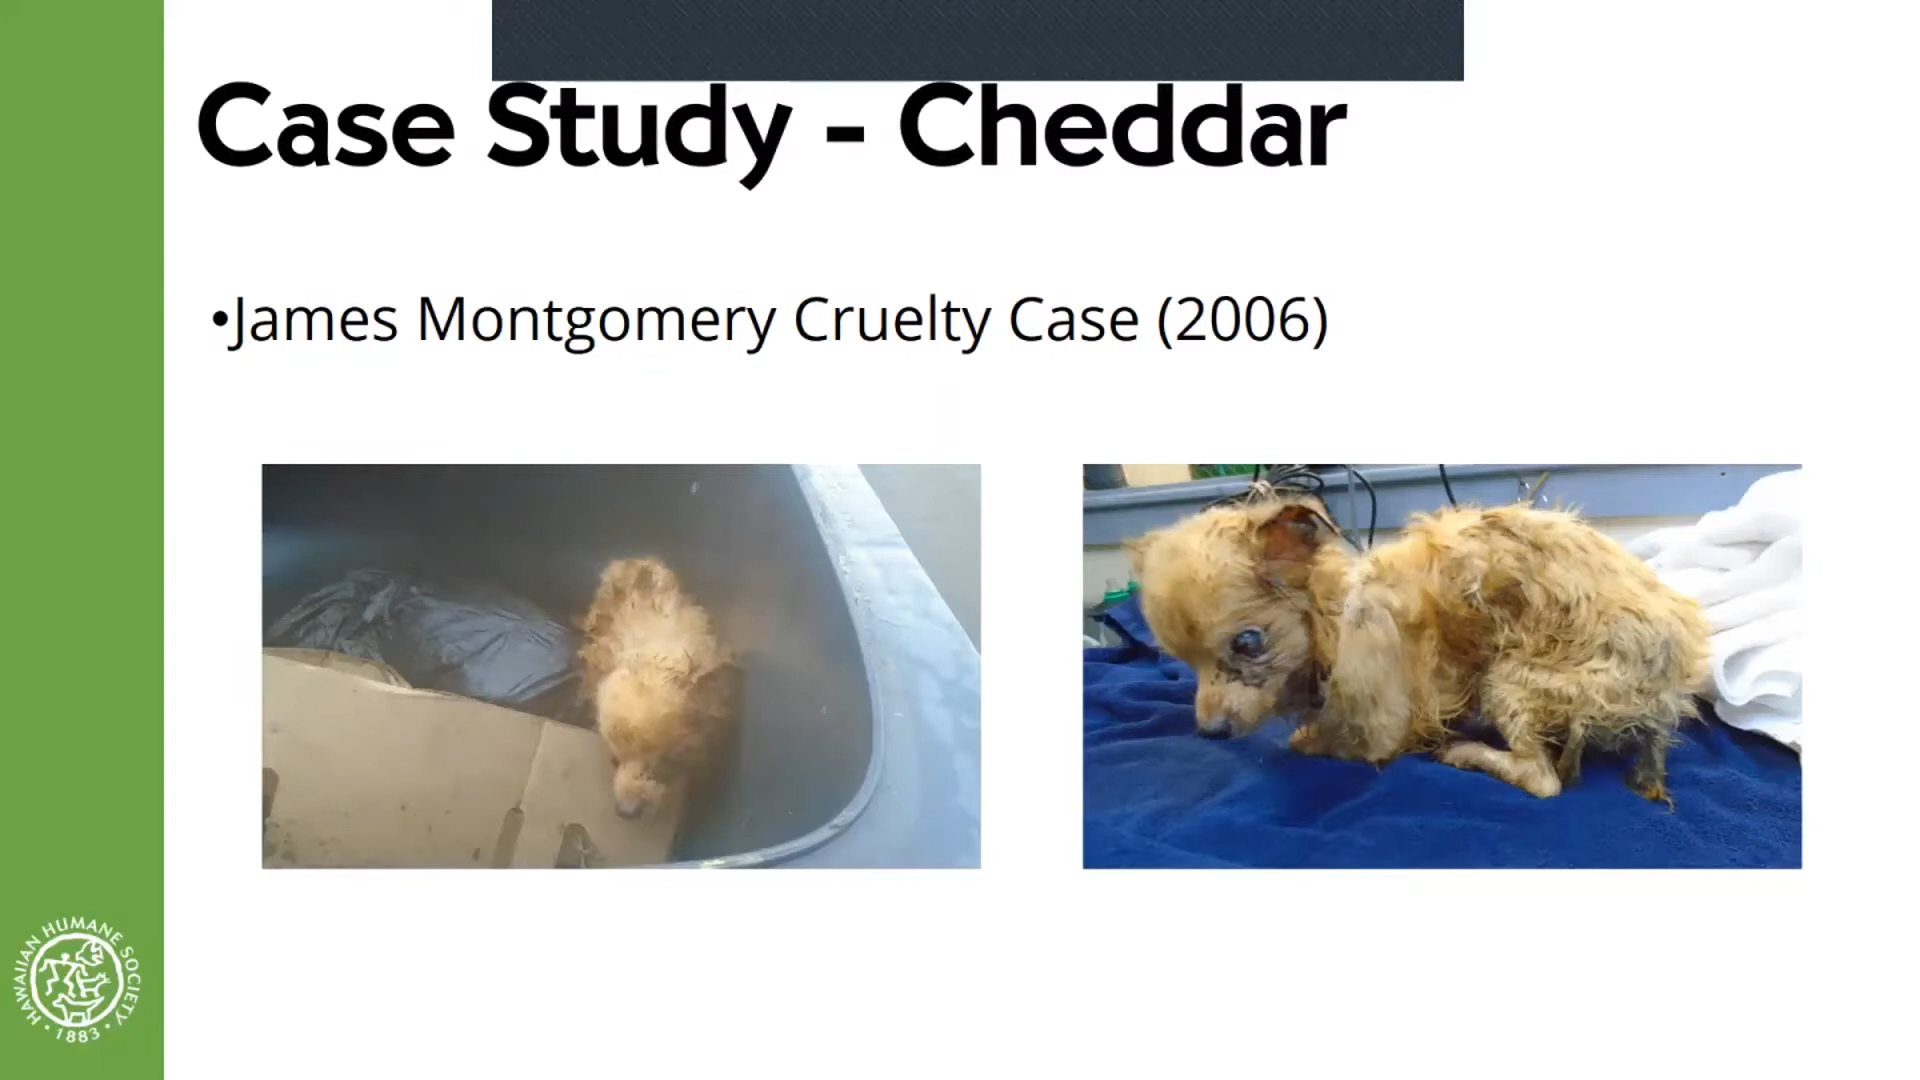 Case Study - Cheddar
•James Montgomery Cruelty Case (2006)
HAWAIIAN HUMANE SOCIETY
• 1883 •